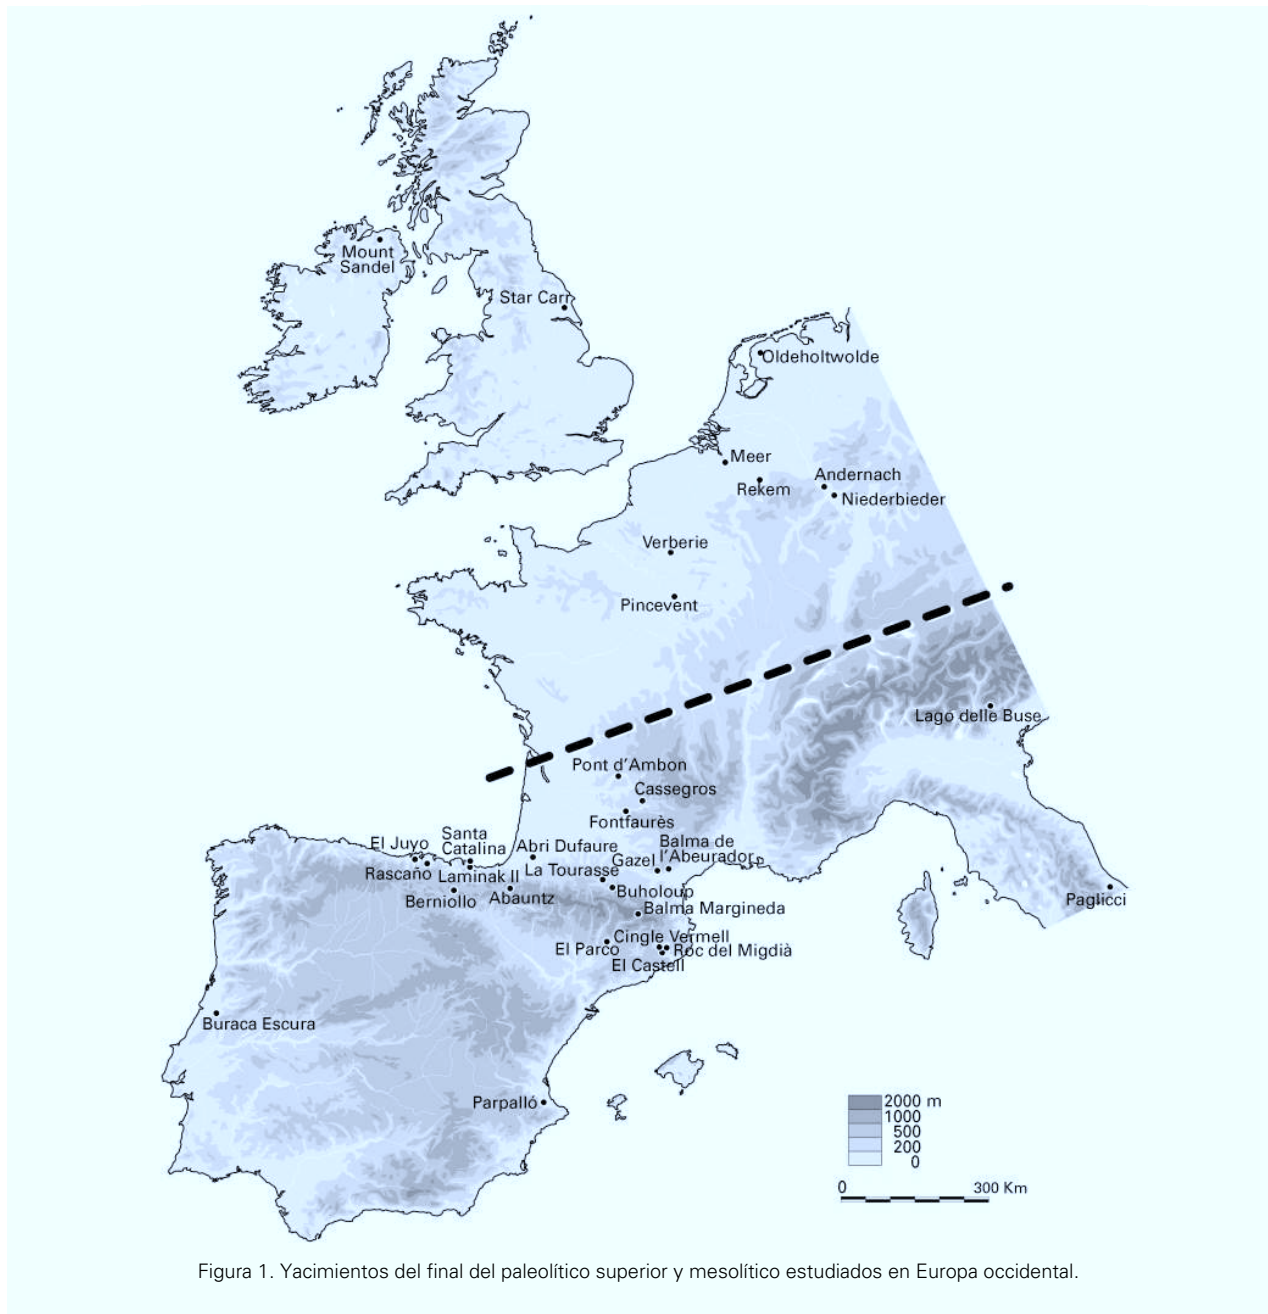 Mount
Sandel
Star Carr
Oldeholtwolde
Meer
Rekem
Andernach
Niederbieder
Verberie
Pincevent
Lago delle Buse
Pont d'Ambon
Cassegros
Fontfaurès
El Juyo
Santa
Catalina
Abri Dufaure
Balma de
l'Abeurador
Gazel
Rascaño
Laminak II
La Tourasse
Berniollo
Abauntz
Buholoup
Balma Margineda
Paglicci
Cingle Vermell
El Parco
Roc del Migdià
El Castell
Buraca Escura
Parpalló
2000 m
1000
500
200
0
0
300 Km
Figura 1. Yacimientos del final del paleolítico superior y mesolítico estudiados en Europa occidental.